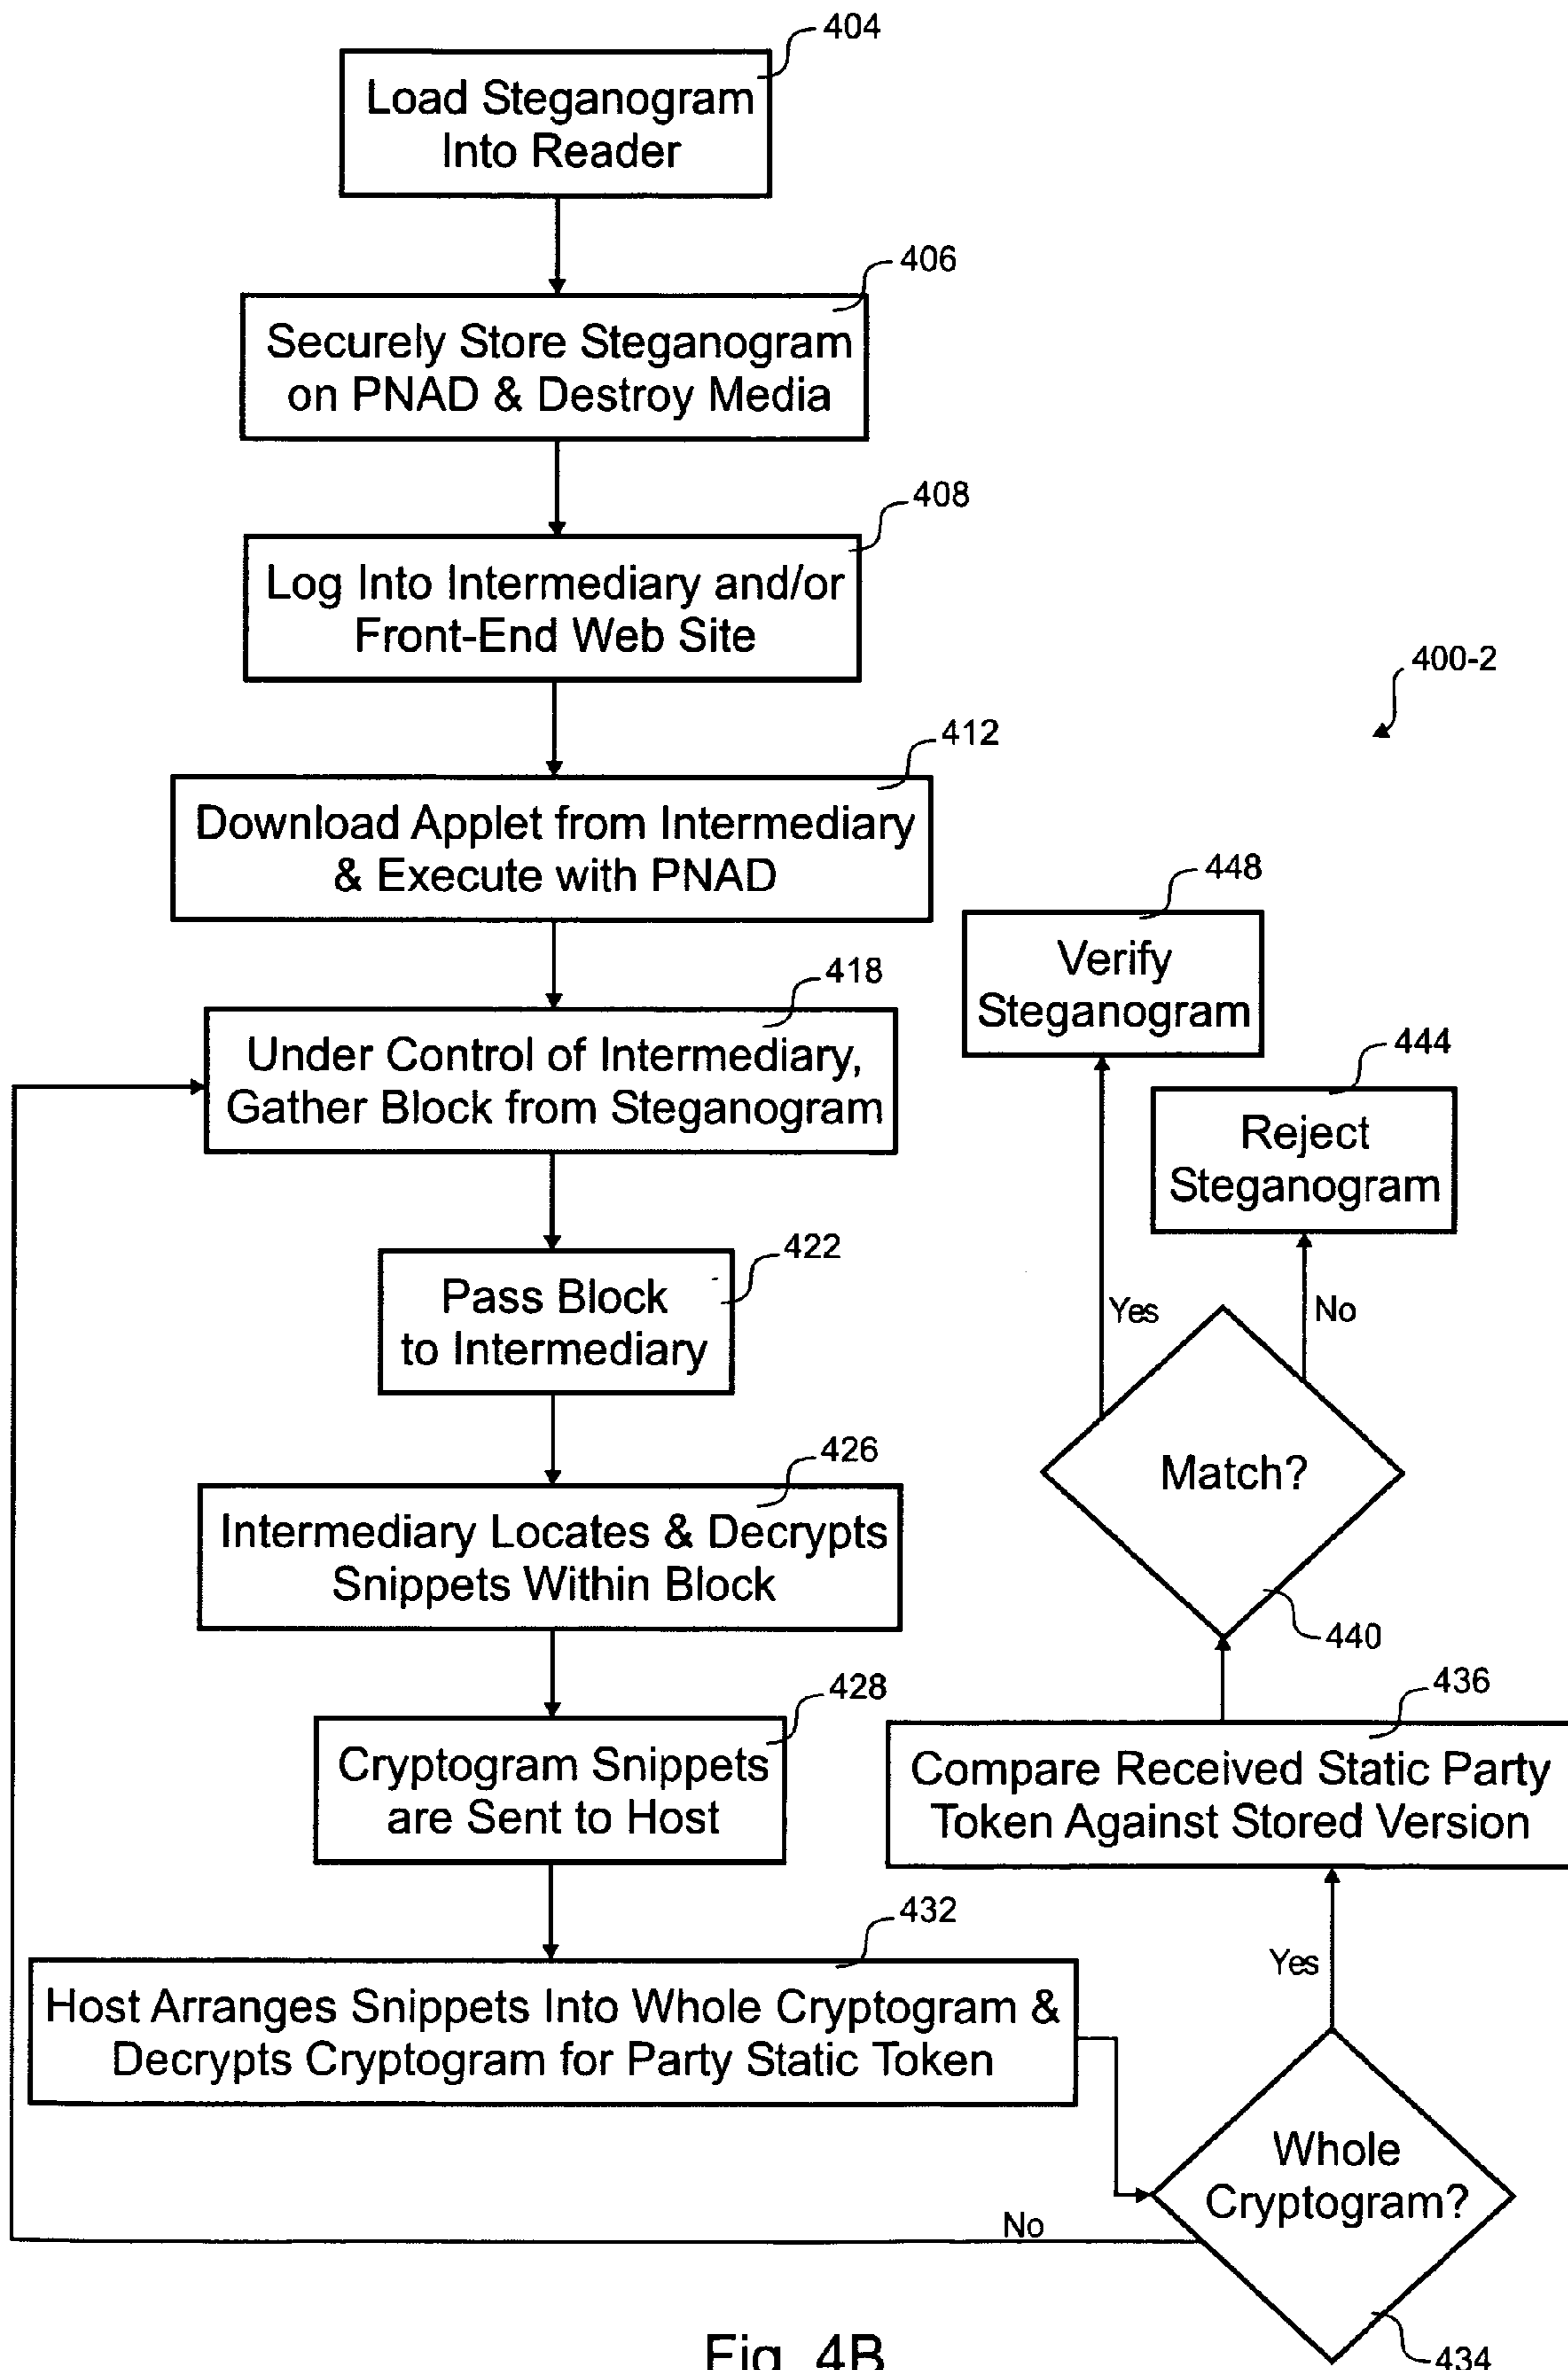 404
Load Steganogram
Into Reader
406
Securely Store Steganogram
on PNAD & Destroy Media
408
Log Into Intermediary and/or
Front-End Web Site
400-2
412
Download Applet from Intermediary
& Execute with PNAD
448
Verify
Steganogram
418
Under Control of Intermediary,
Gather Block from Steganogram
444
Reject
Steganogram
422
Pass Block
to Intermediary
Yes
No
Match?
440
426
Intermediary Locates & Decrypts
Snippets Within Block
428
Cryptogram Snippets
are Sent to Host
436
Compare Received Static Party
Token Against Stored Version
432
Host Arranges Snippets Into Whole Cryptogram &
Decrypts Cryptogram for Party Static Token
Yes
Whole
Cryptogram?
No
434
Fig. 4B